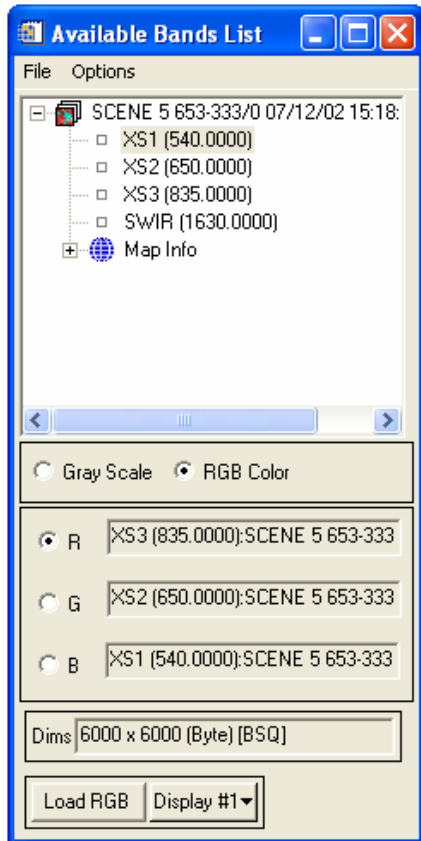 Available Bands List
File Options
SCENE 5 653-333/0 07/12/02 15:18:
XS1 (540.0000)
XS2 (650.0000)
XS3 (835.0000)
SWIR (1630.0000)
Map Info
Gray Scale RGB Color
R XS3 (835.0000):SCENE 5 653-333
G XS2 (650.0000):SCENE 5 653-333
B XS1 (540.0000):SCENE 5 653-333
Dims 6000 x 6000 (Byte) [BSQ]
Load RGB Display #1